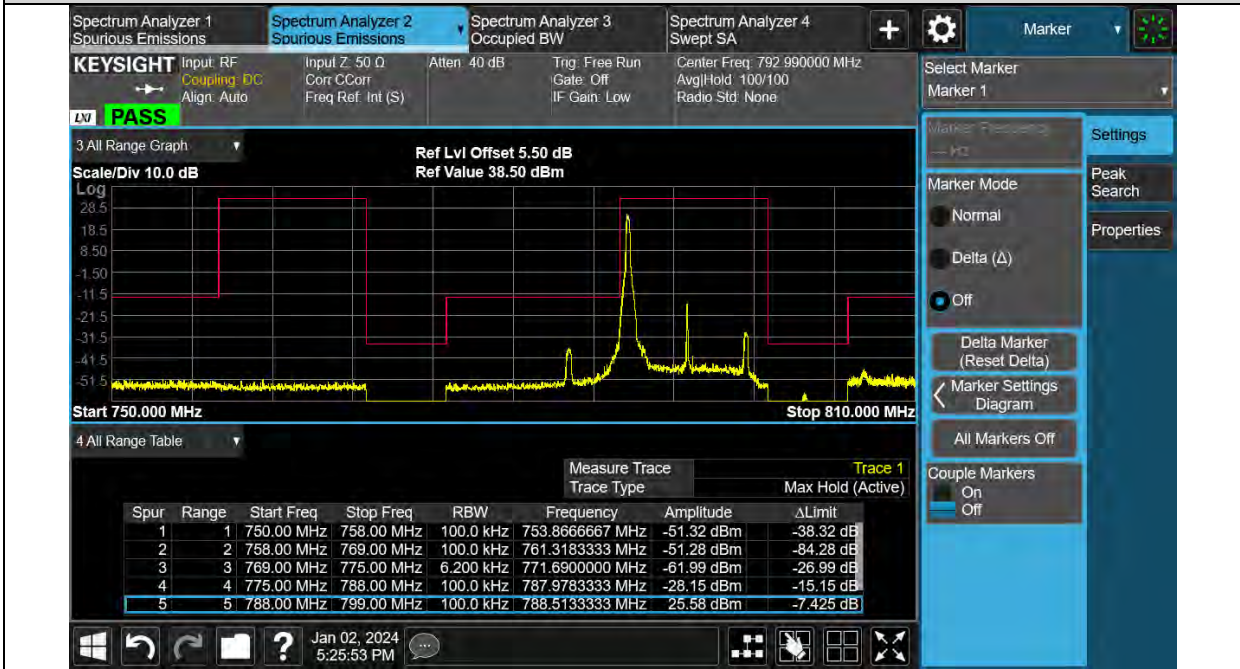 Spectrum Analyzer 1
Spurious Emissions
Spectrum Analyzer 2
Spurious Emissions
Spectrum Analyzer 3
Occupied BW
Spectrum Analyzer 4
Swept SA
+
Marker
KEYSIGHT
Input: RF
Coupling: DC
Align: Auto
Input Z: 50 Ω
Corr CCorr
Freq Ref: Int (S)
Atten: 40 dB
Trig: Free Run
Gate: Off
IF Gain: Low
Center Freq: 792.990000 MHz
Avg|Hold: 100/100
Radio Std: None
LXI PASS
Select Marker
Marker 1
Marker Frequency
--- Hz
Settings
Marker Mode
Normal
Delta (Δ)
Off
Peak Search
Properties
Delta Marker
(Reset Delta)
Marker Settings
Diagram
All Markers Off
Couple Markers
On
Off
3 All Range Graph
Ref Lvl Offset 5.50 dB
Scale/Div 10.0 dB Ref Value 38.50 dBm
Log
28.5
18.5
8.50
-1.50
-11.5
-21.5
-31.5
-41.5
-51.5
Start 750.000 MHz Stop 810.000 MHz
4 All Range Table
Measure Trace Trace 1
Trace Type Max Hold (Active)
Spur Range Start Freq Stop Freq RBW Frequency Amplitude ΔLimit
1 1 750.00 MHz 758.00 MHz 100.0 kHz 753.8666667 MHz -51.32 dBm -38.32 dB
2 2 758.00 MHz 769.00 MHz 100.0 kHz 761.3183333 MHz -51.28 dBm -84.28 dB
3 3 769.00 MHz 775.00 MHz 6.200 kHz 771.6900000 MHz -61.99 dBm -26.99 dB
4 4 775.00 MHz 788.00 MHz 100.0 kHz 787.9783333 MHz -28.15 dBm -15.15 dB
5 5 788.00 MHz 799.00 MHz 100.0 kHz 788.5133333 MHz 25.58 dBm -7.425 dB
?
Jan 02, 2024
5:25:53 PM